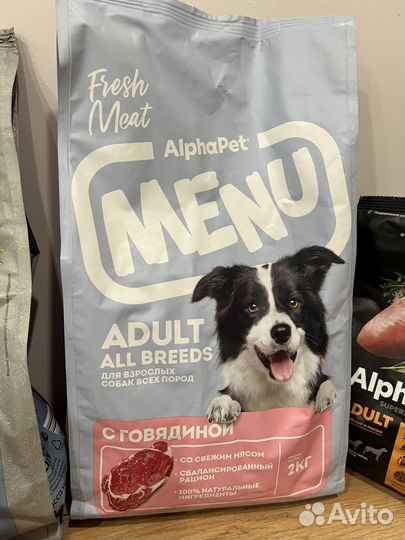 Fresh
Meat
AlphaPet®
MENU
ADULT
ALL BREEDS
ДЛЯ ВЗРОСЛЫХ
СОБАК ВСЕХ ПОРОД
С ГОВЯДИНОЙ
СО СВЕЖИМ МЯСОМ
СБАЛАНСИРОВАННЫЙ
РАЦИОН
100% НАТУРАЛЬНЫЕ
ИНГРЕДИЕНТЫ
2КГ
Alph
SUPER
DULT
Avito